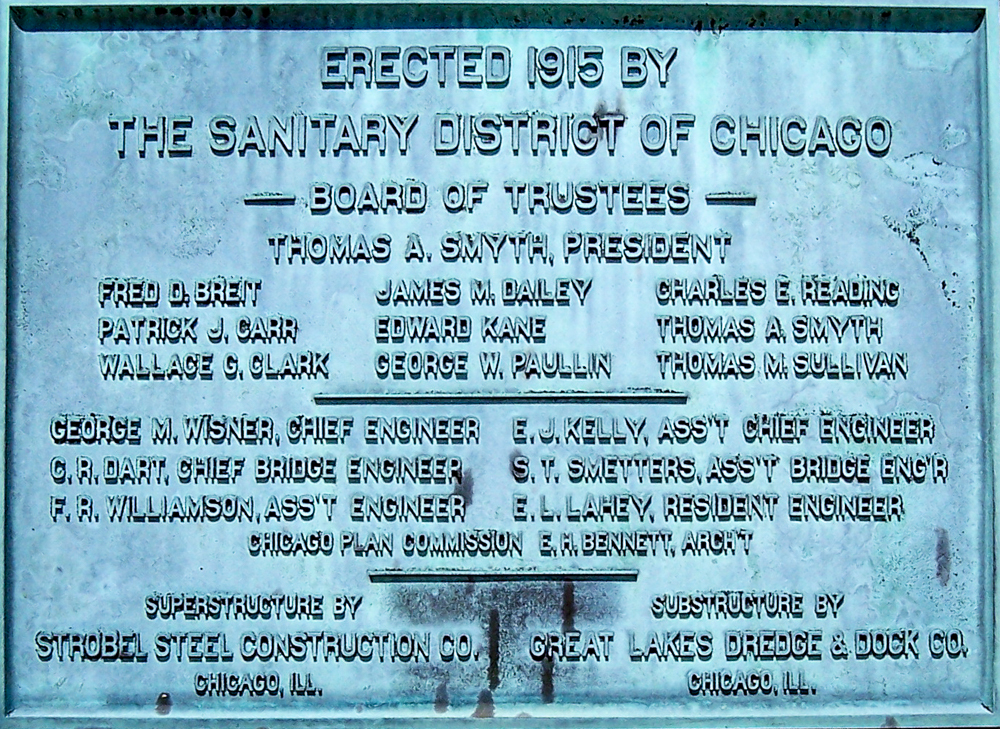 ERECTED 1915 BY
THE SANITARY DISTRICT OF CHICAGO
— BOARD OF TRUSTEES —
THOMAS A. SMYTH, PRESIDENT
FRED D. BREIT JAMES M. DAILEY CHARLES E. READING
PATRICK J. CARR EDWARD KANE THOMAS A. SMYTH
WALLACE G. CLARK GEORGE W. PAULLIN THOMAS M. SULLIVAN
GEORGE M. WISNER, CHIEF ENGINEER E. J. KELLY, ASS'T CHIEF ENGINEER
C. R. DART, CHIEF BRIDGE ENGINEER S. T. SMETTERS, ASS'T BRIDGE ENG'R
F. R. WILLIAMSON, ASS'T ENGINEER E. L. LAHEY, RESIDENT ENGINEER
CHICAGO PLAN COMMISSION E. H. BENNETT, ARCH'T
SUPERSTRUCTURE BY SUBSTRUCTURE BY
STROBEL STEEL CONSTRUCTION CO. GREAT LAKES DREDGE & DOCK CO.
CHICAGO, ILL. CHICAGO, ILL.